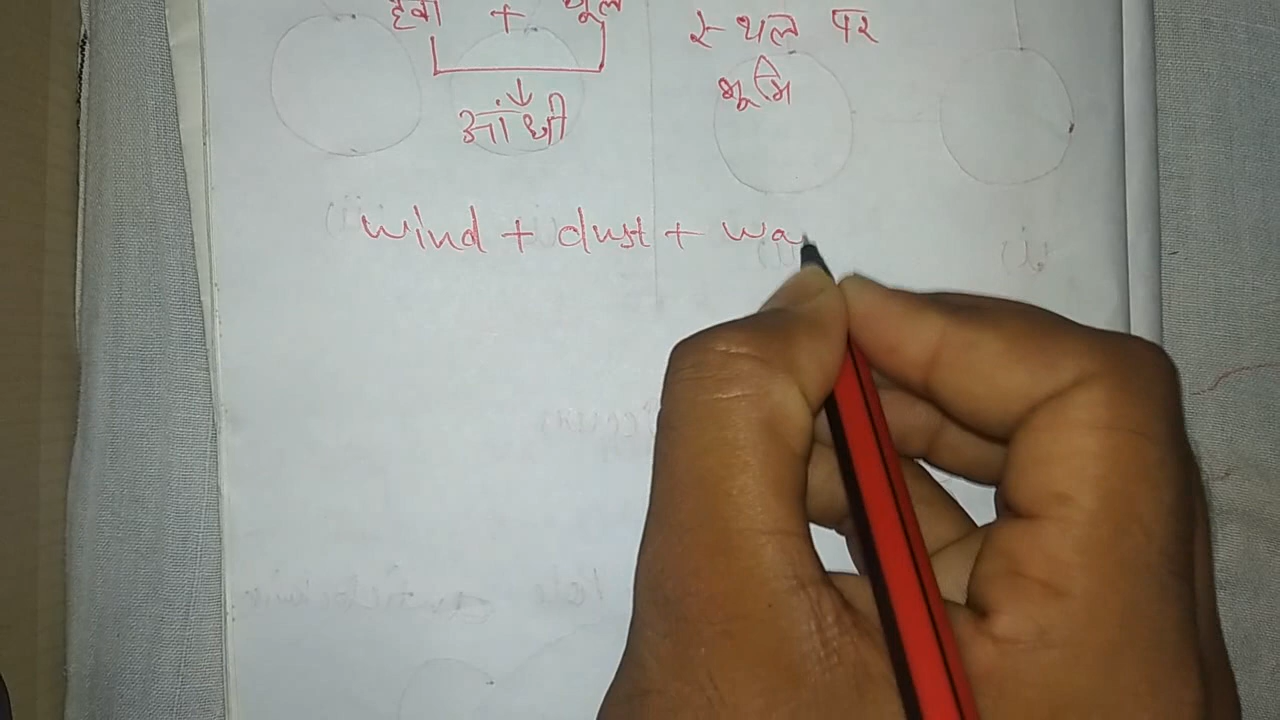 हवा + धूल
स्थल पर
भूमि
आंधी
wind + dust + wa